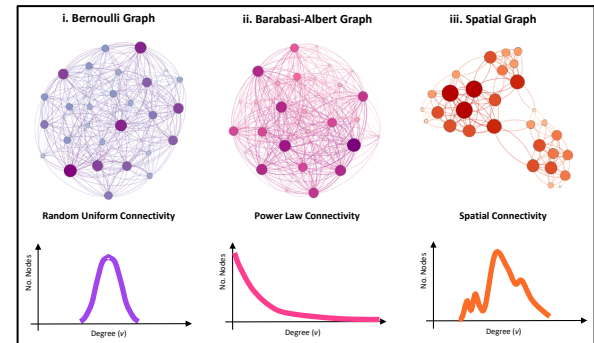 i. Bernoulli Graph
ii. Barabasi-Albert Graph
iii. Spatial Graph
Random Uniform Connectivity
Power Law Connectivity
Spatial Connectivity
No. Nodes
Degree (v)
No. Nodes
Degree (v)
No. Nodes
Degree (v)